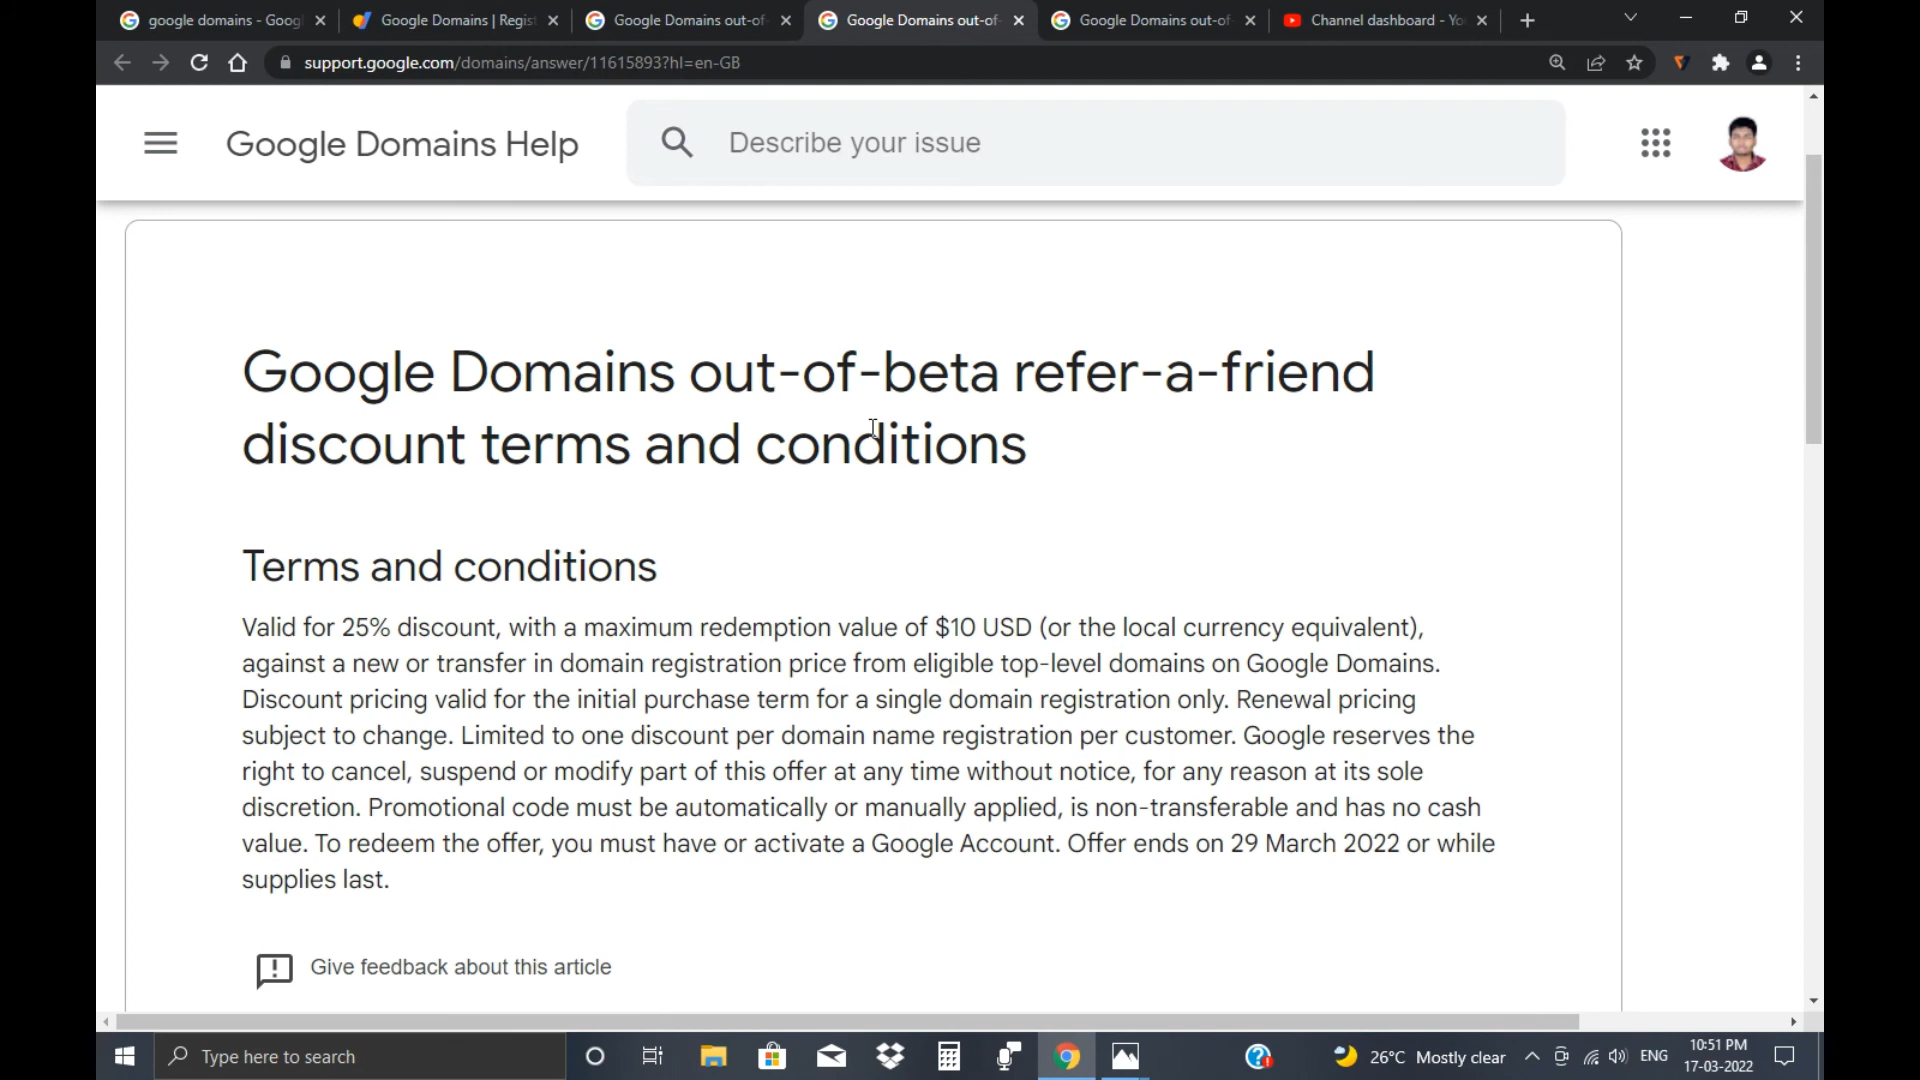 google domains - Goog
Google Domains | Regist
Google Domains out-of-
Google Domains out-of-
Google Domains out-of-
Channel dashboard - Yo
support.google.com/domains/answer/11615893?hl=en-GB
Google Domains Help
Describe your issue
Google Domains out-of-beta refer-a-friend
discount terms and conditions
Terms and conditions
Valid for 25% discount, with a maximum redemption value of $10 USD (or the local currency equivalent),
against a new or transfer in domain registration price from eligible top-level domains on Google Domains.
Discount pricing valid for the initial purchase term for a single domain registration only. Renewal pricing
subject to change. Limited to one discount per domain name registration per customer. Google reserves the
right to cancel, suspend or modify part of this offer at any time without notice, for any reason at its sole
discretion. Promotional code must be automatically or manually applied, is non-transferable and has no cash
value. To redeem the offer, you must have or activate a Google Account. Offer ends on 29 March 2022 or while
supplies last.
Give feedback about this article
Type here to search
26°C Mostly clear
ENG
10:51 PM
17-03-2022